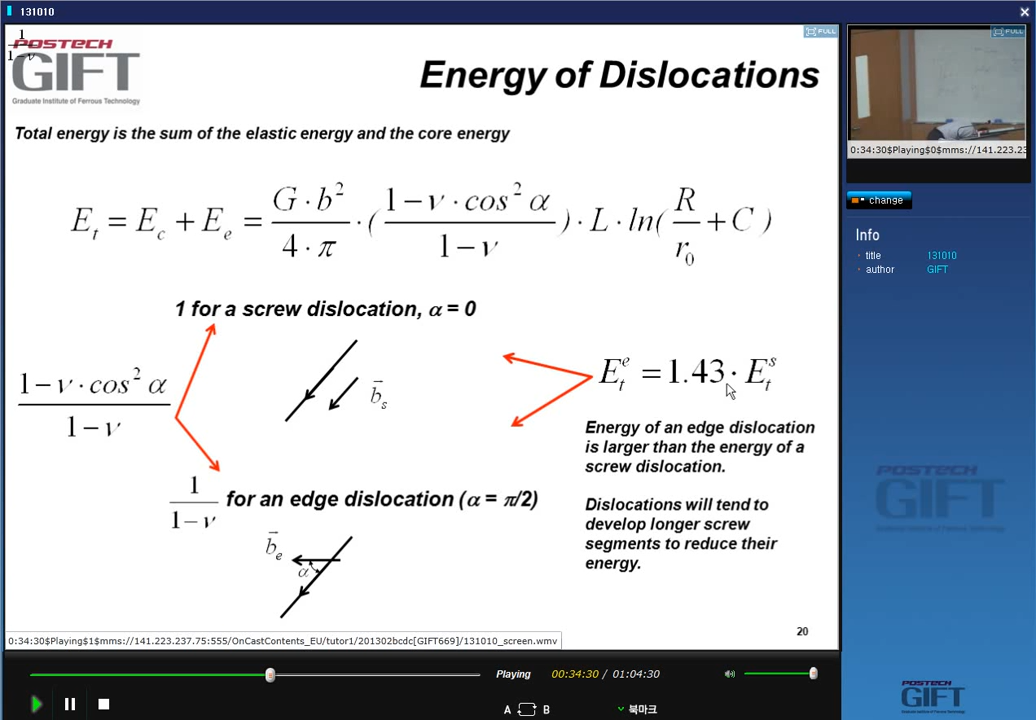 131010
FULL
FULL
POSTECH
GIFT
Graduate Institute of Ferrous Technology
1
1−ν
Energy of Dislocations
Total energy is the sum of the elastic energy and the core energy
E_t = E_c + E_e = G · b² / 4 · π · ( 1 − ν · cos² α / 1 − ν ) · L · ln( R / r_0 + C )
1 for a screw dislocation, α = 0
1 − ν · cos² α / 1 − ν
b_s
E_t^e = 1.43 · E_t^s
Energy of an edge dislocation
is larger than the energy of a
screw dislocation.
1 / 1 − ν for an edge dislocation (α = π/2)
Dislocations will tend to
develop longer screw
segments to reduce their
energy.
b_e
α
20
0:34:30$Playing$1$mms://141.223.237.75:555/OnCastContents_EU/tutor1/201302bcdc[GIFT669]/131010_screen.wmv
Playing
00:34:30 / 01:04:30
A B
북마크
0:34:30$Playing$0$mms://141.223.23
change
Info
title 131010
author GIFT
POSTECH
GIFT
POSTECH
GIFT